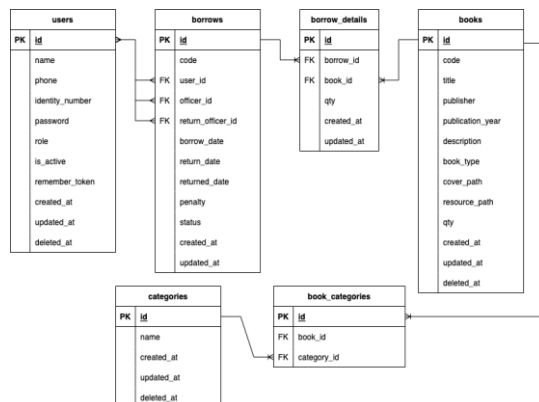 users
PK id
name
phone
identity_number
password
role
is_active
remember_token
created_at
updated_at
deleted_at
borrows
PK id
code
FK user_id
FK officer_id
FK return_officer_id
borrow_date
return_date
returned_date
penalty
status
created_at
updated_at
borrow_details
PK id
FK borrow_id
FK book_id
qty
created_at
updated_at
books
PK id
code
title
publisher
publication_year
description
book_type
cover_path
resource_path
qty
created_at
updated_at
deleted_at
categories
PK id
name
created_at
updated_at
deleted_at
book_categories
PK id
FK book_id
FK category_id